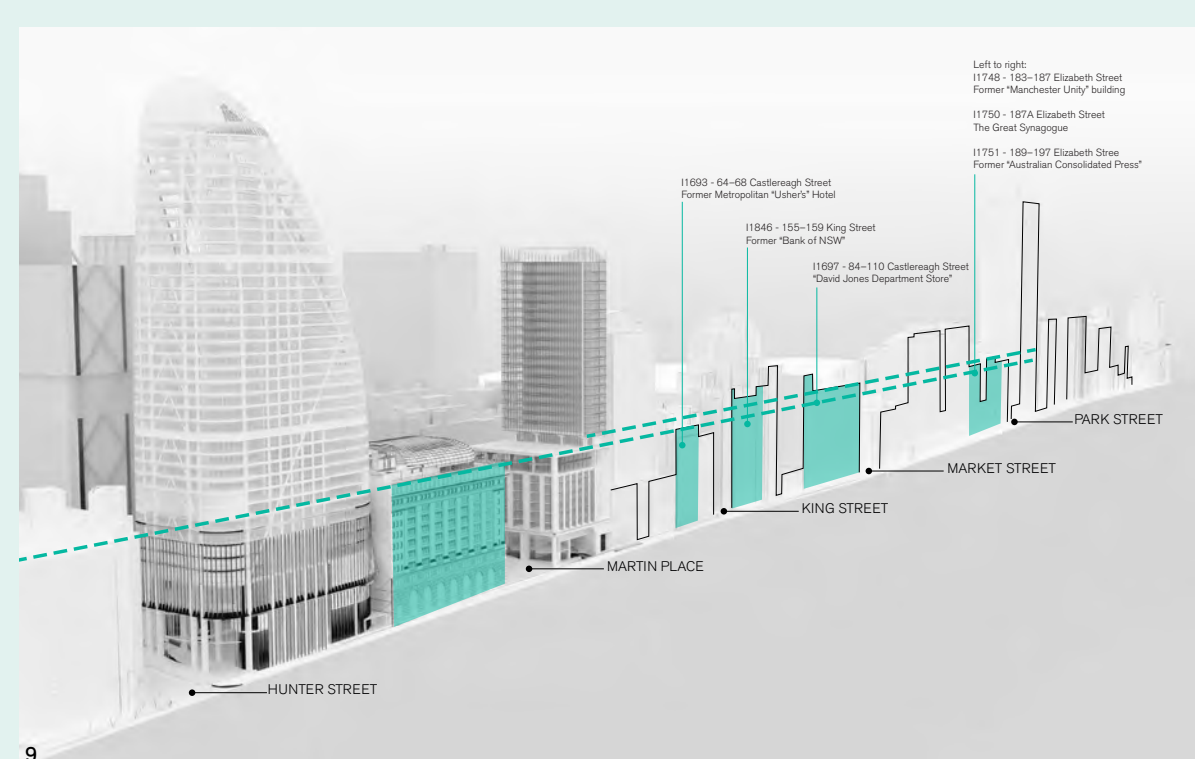 Left to right:
I1748 - 183–187 Elizabeth Street
Former “Manchester Unity” building
I1750 - 187A Elizabeth Street
The Great Synagogue
I1751 - 189–197 Elizabeth Stree
Former “Australian Consolidated Press”
I1693 - 64–68 Castlereagh Street
Former Metropolitan “Usher’s” Hotel
I1846 - 155–159 King Street
Former “Bank of NSW”
I1697 - 84–110 Castlereagh Street
“David Jones Department Store”
PARK STREET
MARKET STREET
KING STREET
MARTIN PLACE
HUNTER STREET
9